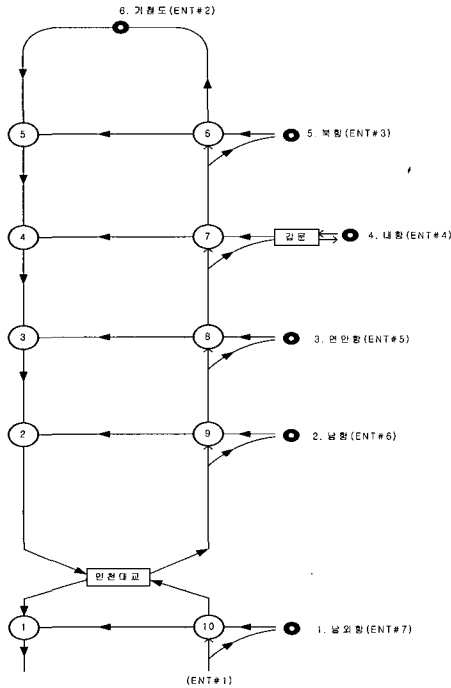 6. 거첨도(ENT#2)
5
6
5. 북항(ENT#3)
4
7
갑문
4. 내항(ENT#4)
3
8
3. 연안항(ENT#5)
2
9
2. 남항(ENT#6)
인천대교
1
10
1. 남외항(ENT#7)
(ENT#1)